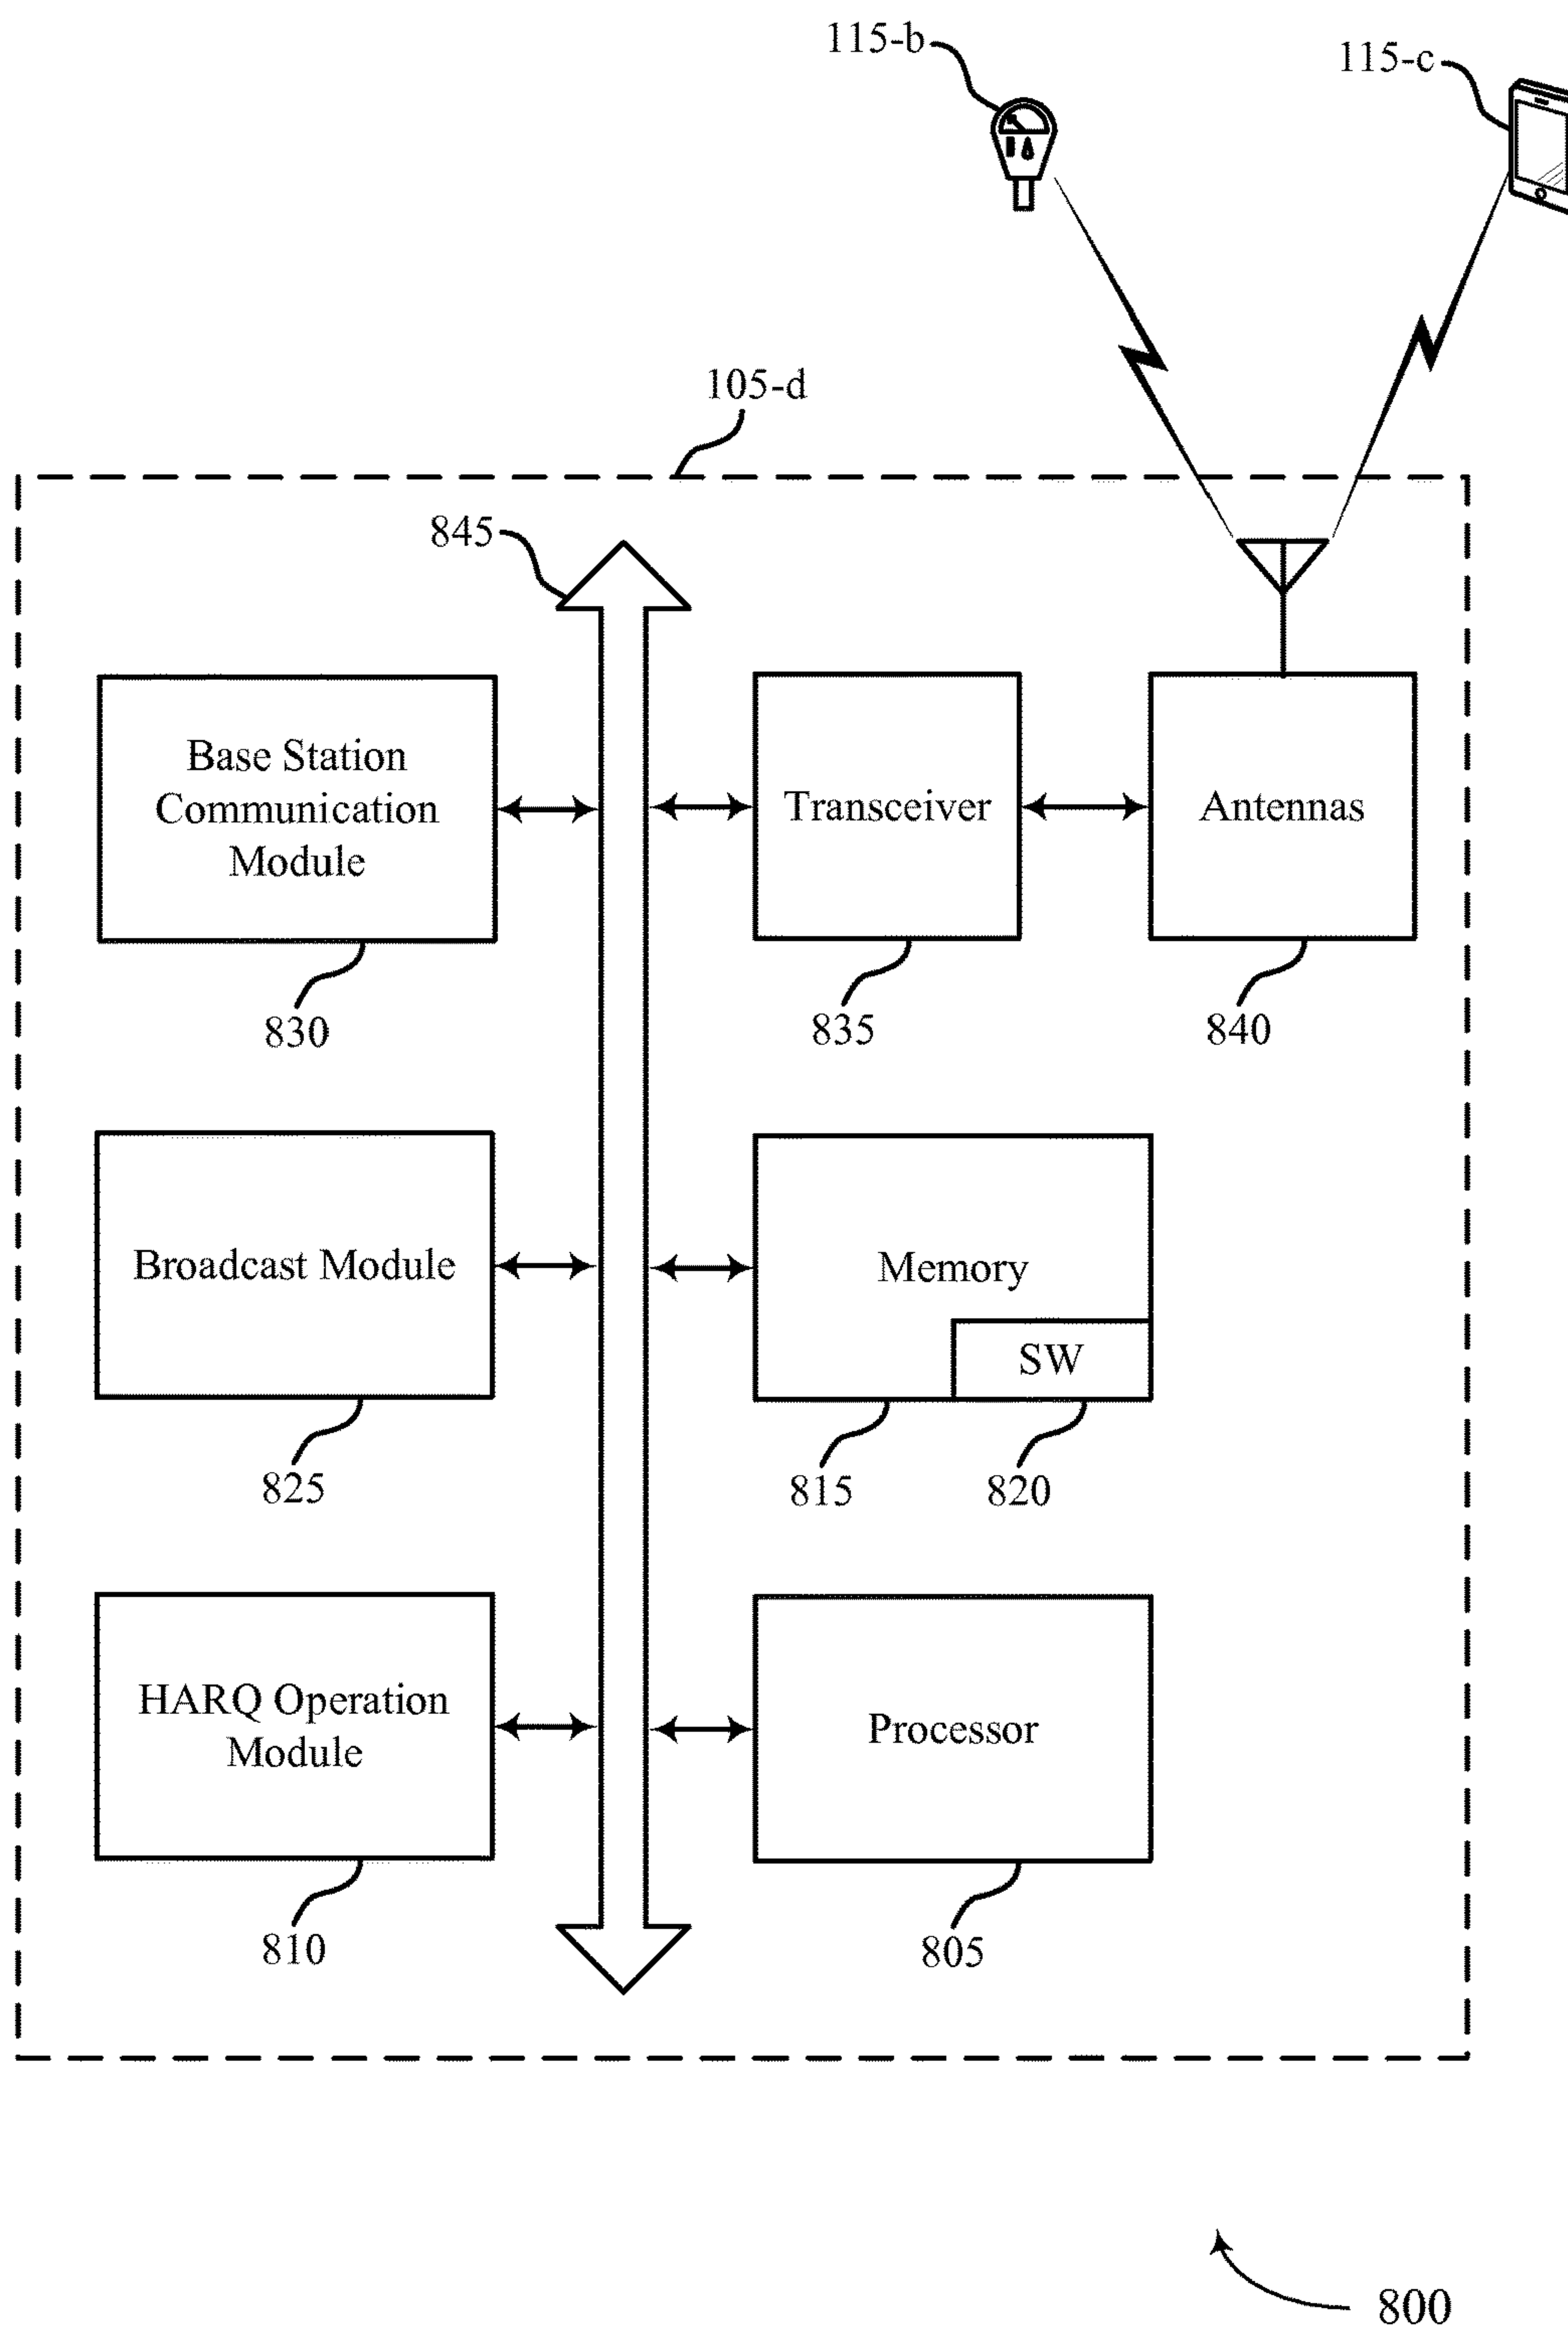 115-b
115-c
105-d
845
Base Station
Communication
Module
Transceiver
Antennas
830
835
840
Broadcast Module
Memory
SW
825
815
820
HARQ Operation
Module
Processor
810
805
800